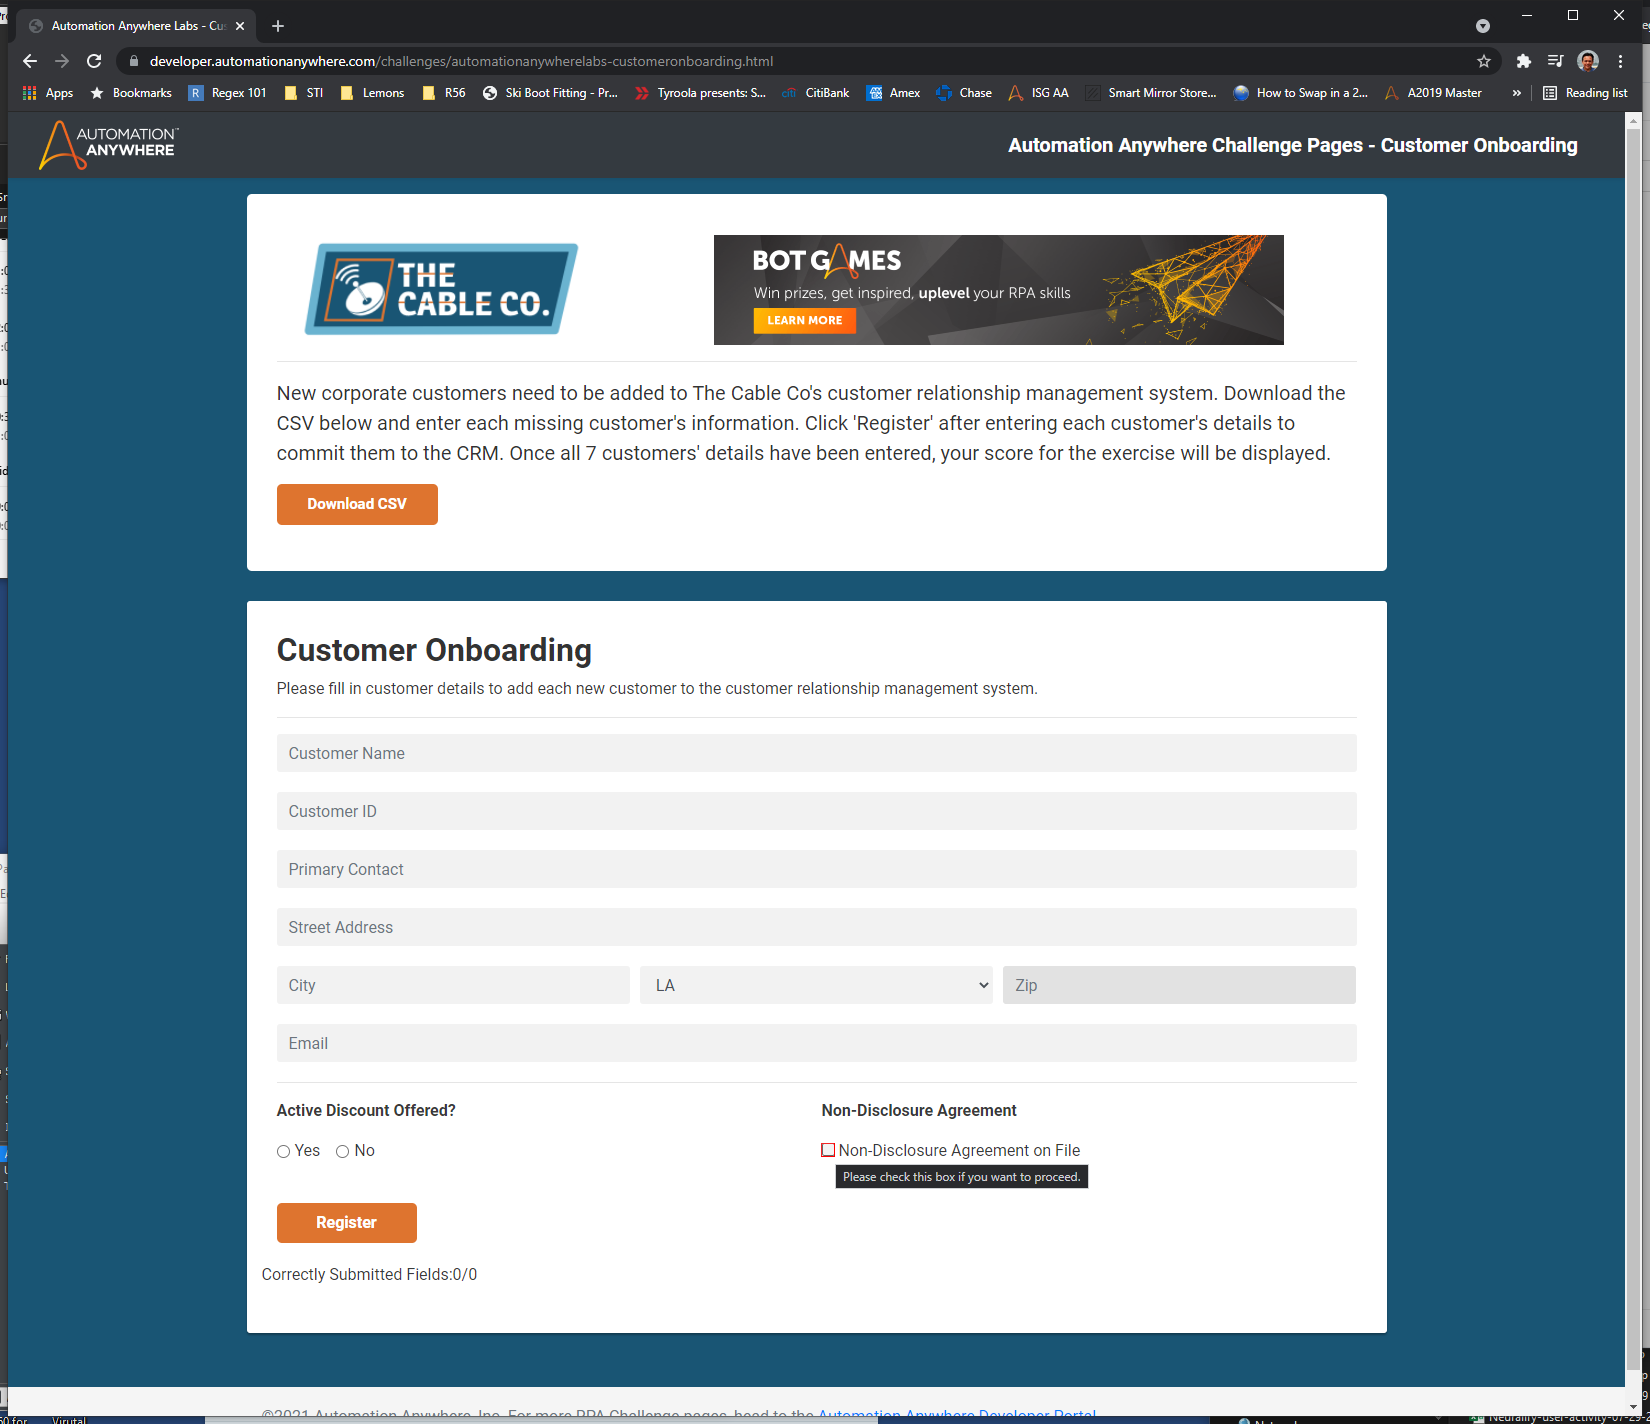 Automation Anywhere Labs - Cus
developer.automationanywhere.com/challenges/automationanywherelabs-customeronboarding.html
Apps Bookmarks R Regex 101 STI Lemons R56 Ski Boot Fitting - Pr... Tyroola presents: S... citi CitiBank Amex Chase ISG AA Smart Mirror Store... How to Swap in a 2... A2019 Master » Reading list
AUTOMATION
ANYWHERE
Automation Anywhere Challenge Pages - Customer Onboarding
THE
CABLE CO.
BOT GAMES
Win prizes, get inspired, uplevel your RPA skills
LEARN MORE
New corporate customers need to be added to The Cable Co's customer relationship management system. Download the
CSV below and enter each missing customer's information. Click 'Register' after entering each customer's details to
commit them to the CRM. Once all 7 customers' details have been entered, your score for the exercise will be displayed.
Download CSV
Customer Onboarding
Please fill in customer details to add each new customer to the customer relationship management system.
Customer Name
Customer ID
Primary Contact
Street Address
City LA Zip
Email
Active Discount Offered? Non-Disclosure Agreement
Yes No Non-Disclosure Agreement on File
Please check this box if you want to proceed.
Register
Correctly Submitted Fields:0/0
©2021 Automation Anywhere, Inc. For more RPA Challenge pages, head to the Automation Anywhere Developer Portal